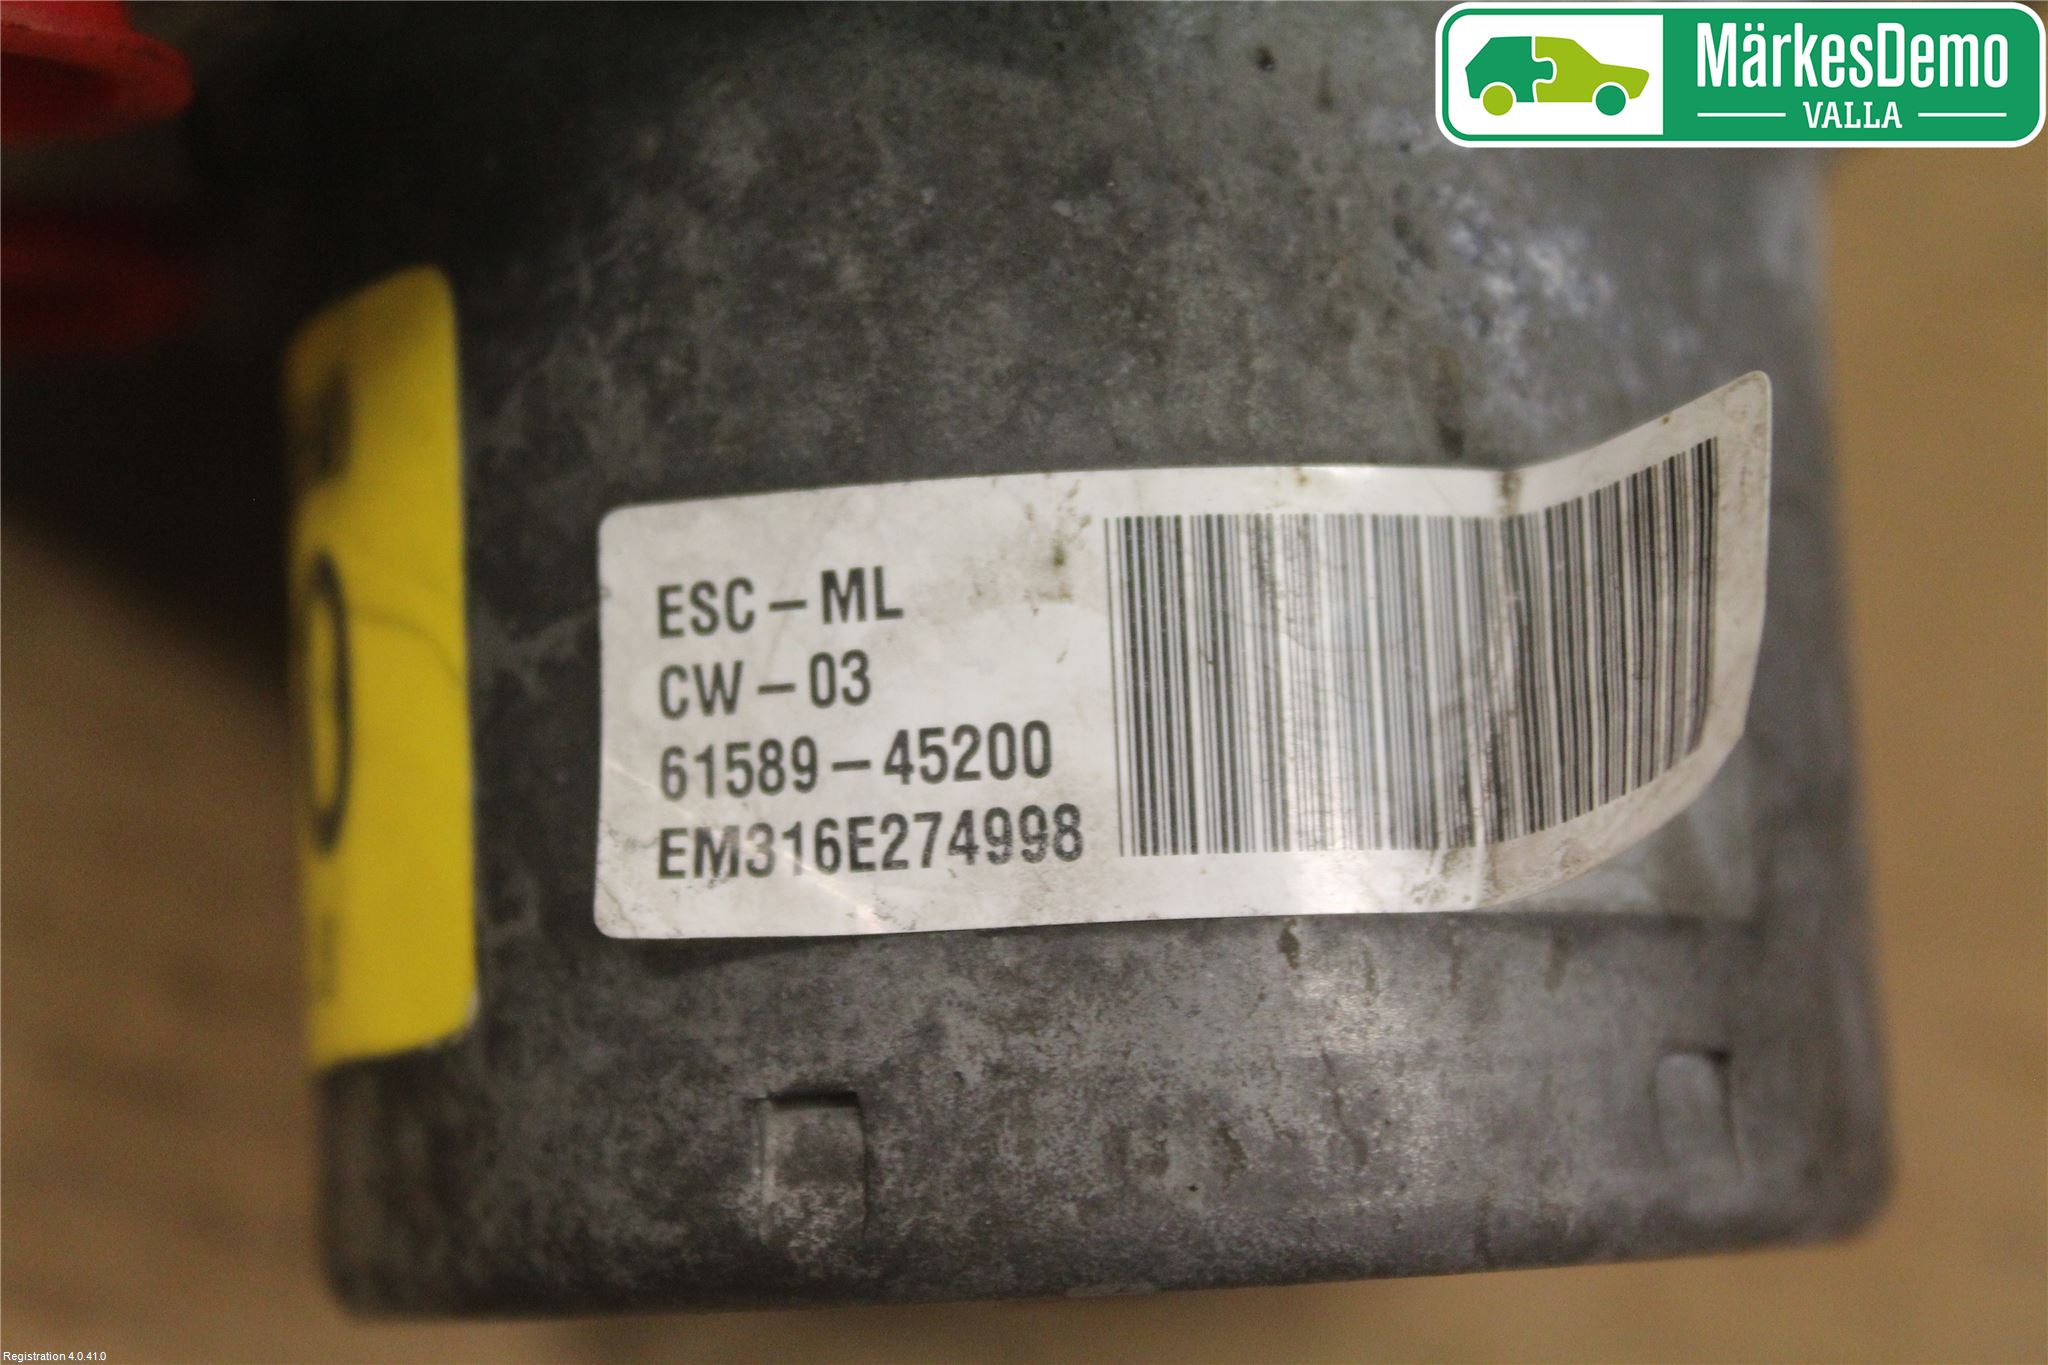 MärkesDemo
VALLA
ESC-ML
CW-03
61589-45200
EM316E274998
Registration 4.0.41.0